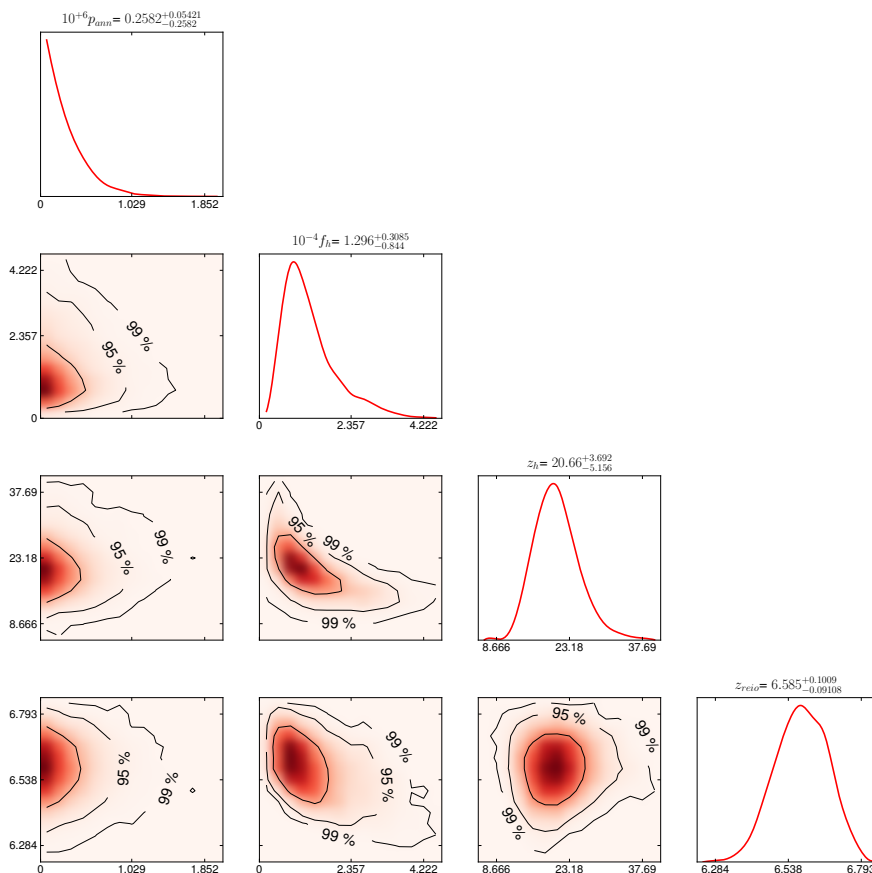 10^{+6}p_{ann} = 0.2582^{+0.05421}_{-0.2582}
0 1.029 1.852
10^{-4}f_h = 1.296^{+0.3085}_{-0.844}
4.222
2.357
0
99 %
95 %
0 2.357 4.222
z_h = 20.66^{+3.692}_{-5.156}
37.69
23.18
8.666
95 %
99 %
95 %
99 %
99 %
8.666 23.18 37.69
z_{reio} = 6.585^{+0.1009}_{-0.09108}
6.793
6.538
6.284
95 %
99 %
99 %
95 %
99 %
95 %
99 %
99 %
0 1.029 1.852
0 2.357 4.222
8.666 23.18 37.69
6.284 6.538 6.793